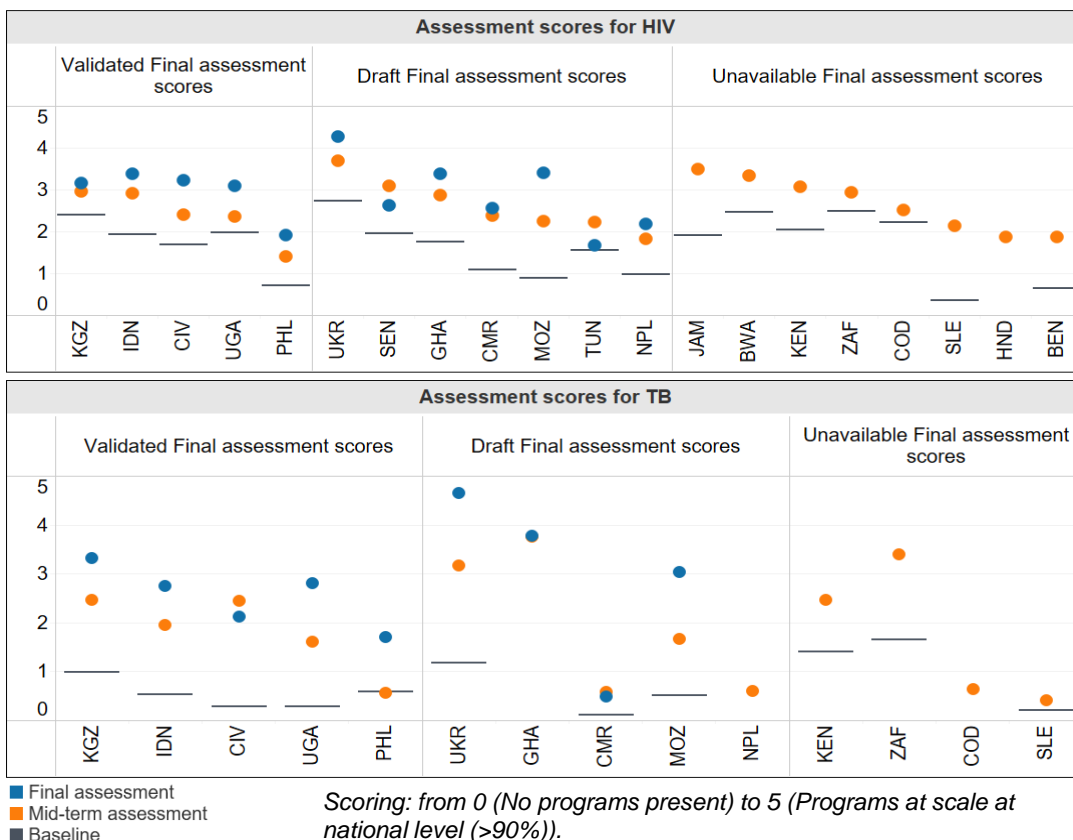 Assessment scores for HIV
Validated Final assessment
scores
Draft Final assessment scores
Unavailable Final assessment scores
5
4
3
2
1
0
KGZ
IDN
CIV
UGA
PHL
UKR
SEN
GHA
CMR
MOZ
TUN
NPL
JAM
BWA
KEN
ZAF
COD
SLE
HND
BEN
Assessment scores for TB
Validated Final assessment scores
Draft Final assessment scores
Unavailable Final assessment
scores
5
4
3
2
1
0
KGZ
IDN
CIV
UGA
PHL
UKR
GHA
CMR
MOZ
NPL
KEN
ZAF
COD
SLE
Final assessment
Mid-term assessment
Baseline
Scoring: from 0 (No programs present) to 5 (Programs at scale at
national level (>90%)).